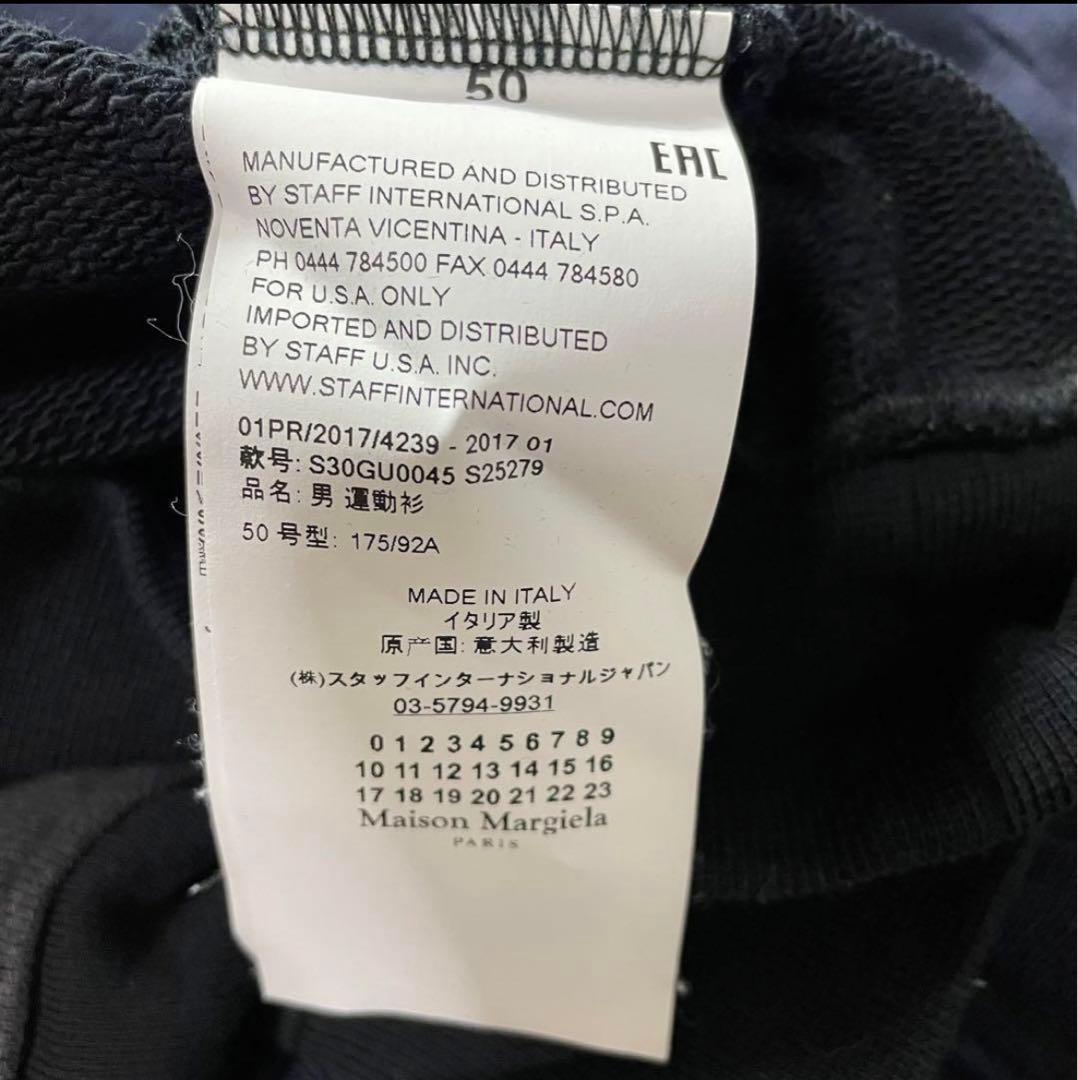 50
EAC
MANUFACTURED AND DISTRIBUTED
BY STAFF INTERNATIONAL S.P.A.
NOVENTA VICENTINA - ITALY
PH 0444 784500 FAX 0444 784580
FOR U.S.A. ONLY
IMPORTED AND DISTRIBUTED
BY STAFF U.S.A. INC.
WWW.STAFFINTERNATIONAL.COM
01PR/2017/4239 - 2017 01
款号: S30GU0045 S25279
品名: 男 運動衫
50 号型: 175/92A
MADE IN ITALY
イタリア製
原产国: 意大利製造
(株)スタッフインターナショナルジャパン
03-5794-9931
0 1 2 3 4 5 6 7 8 9
10 11 12 13 14 15 16
17 18 19 20 21 22 23
Maison Margiela
PARIS